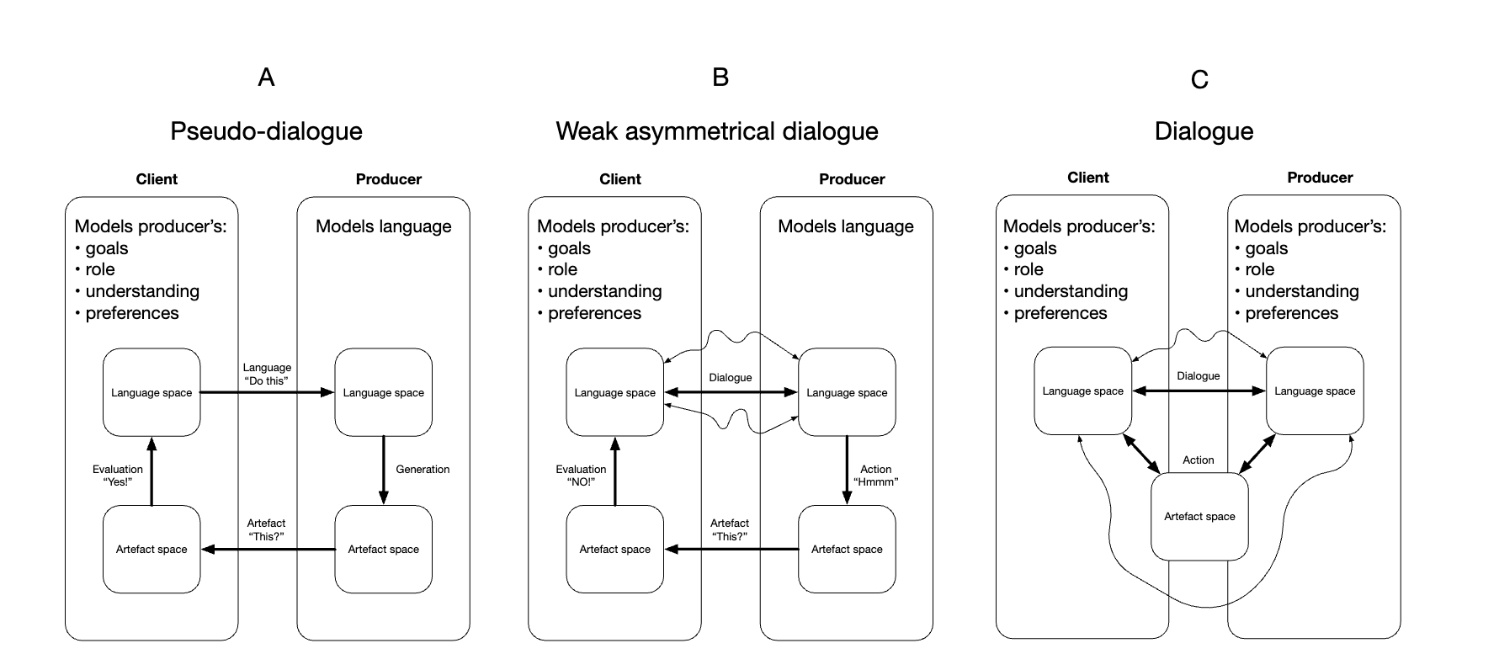 A
Pseudo-dialogue
Client
Producer
Models producer’s:
• goals
• role
• understanding
• preferences
Models language
Language space
Language
“Do this”
Language space
Evaluation
“Yes!”
Generation
Artefact space
Artefact
“This?”
Artefact space
B
Weak asymmetrical dialogue
Client
Producer
Models producer’s:
• goals
• role
• understanding
• preferences
Models language
Language space
Dialogue
Language space
Evaluation
“NO!”
Action
“Hmmm”
Artefact space
Artefact
“This?”
Artefact space
C
Dialogue
Client
Producer
Models producer’s:
• goals
• role
• understanding
• preferences
Models producer’s:
• goals
• role
• understanding
• preferences
Language space
Dialogue
Language space
Action
Artefact space